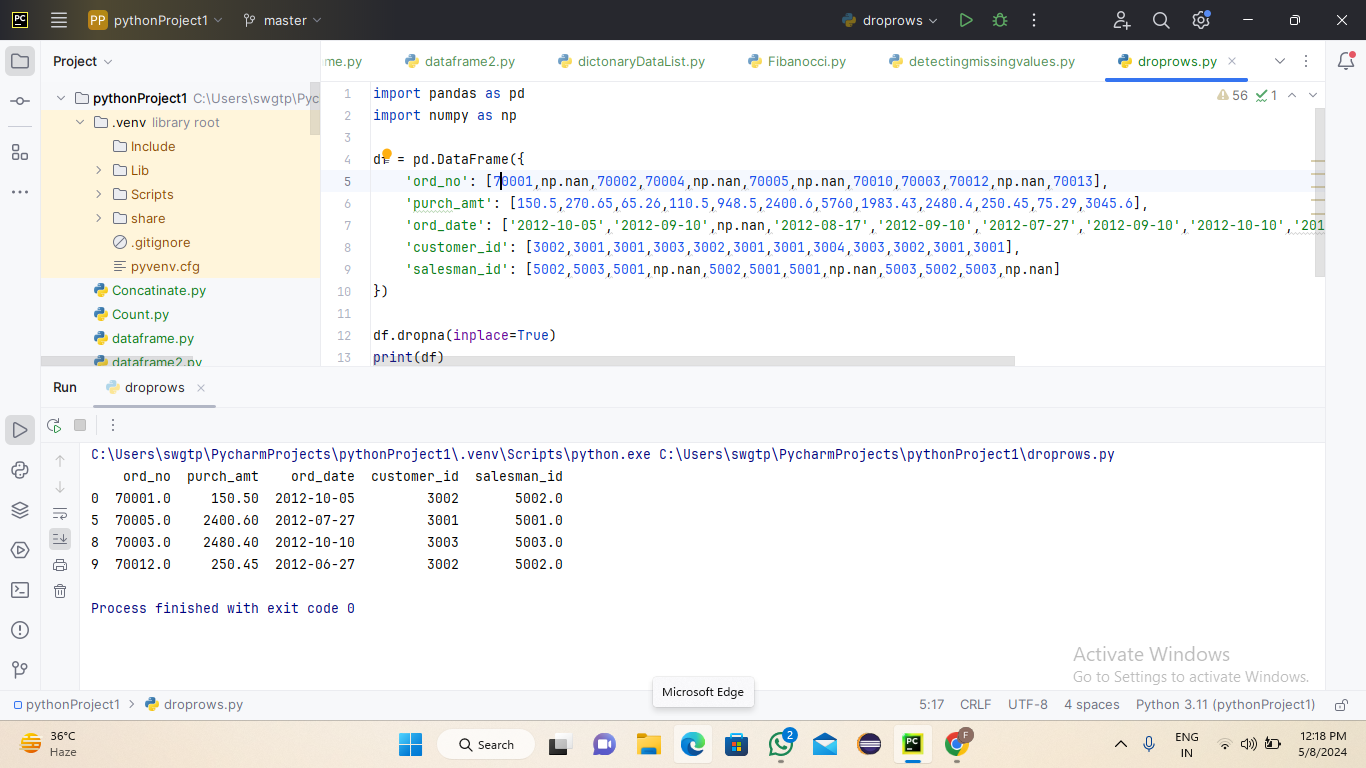 PC PP pythonProject1 master droprows
Project
me.py dataframe2.py dictonaryDataList.py Fibanocci.py detectingmissingvalues.py droprows.py
pythonProject1 C:\Users\swgtp\Pyc
.venv library root
Include
Lib
Scripts
share
.gitignore
pyvenv.cfg
Concatinate.py
Count.py
dataframe.py
dataframe2.py
56 1
1 import pandas as pd
2 import numpy as np
3
4 df = pd.DataFrame({
5 'ord_no': [70001,np.nan,70002,70004,np.nan,70005,np.nan,70010,70003,70012,np.nan,70013],
6 'purch_amt': [150.5,270.65,65.26,110.5,948.5,2400.6,5760,1983.43,2480.4,250.45,75.29,3045.6],
7 'ord_date': ['2012-10-05','2012-09-10',np.nan,'2012-08-17','2012-09-10','2012-07-27','2012-09-10','2012-10-10','201
8 'customer_id': [3002,3001,3001,3003,3002,3001,3001,3004,3003,3002,3001,3001],
9 'salesman_id': [5002,5003,5001,np.nan,5002,5001,5001,np.nan,5003,5002,5003,np.nan]
10 })
11
12 df.dropna(inplace=True)
13 print(df)
Run droprows
C:\Users\swgtp\PycharmProjects\pythonProject1\.venv\Scripts\python.exe C:\Users\swgtp\PycharmProjects\pythonProject1\droprows.py
ord_no purch_amt ord_date customer_id salesman_id
0 70001.0 150.50 2012-10-05 3002 5002.0
5 70005.0 2400.60 2012-07-27 3001 5001.0
8 70003.0 2480.40 2012-10-10 3003 5003.0
9 70012.0 250.45 2012-06-27 3002 5002.0
Process finished with exit code 0
Activate Windows
Go to Settings to activate Windows.
Microsoft Edge
pythonProject1 > droprows.py 5:17 CRLF UTF-8 4 spaces Python 3.11 (pythonProject1)
36°C
Haze
Search
2
PC
F
ENG
IN
12:18 PM
5/8/2024